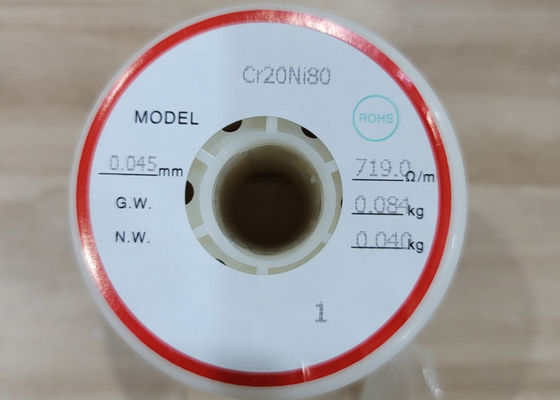 Cr20Ni80
MODEL ROHS
0.045mm 719.0Ω/m
G.W. 0.084kg
N.W. 0.040kg
1